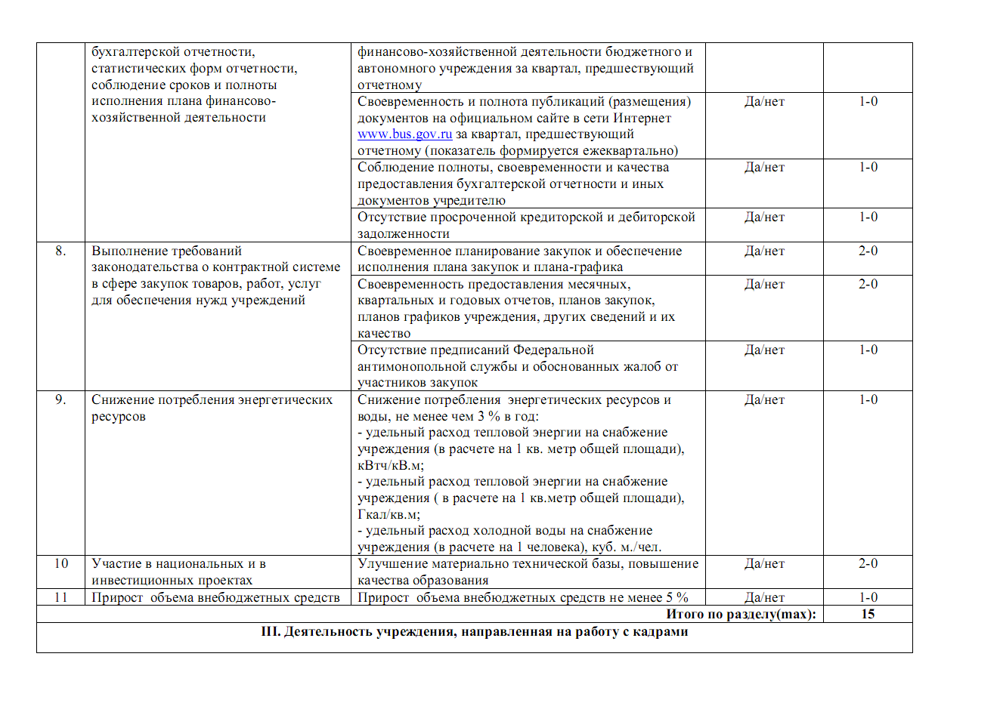 бухгалтерской отчетности,
статистических форм отчетности,
соблюдение сроков и полноты
исполнения плана финансово-
хозяйственной деятельности
финансово-хозяйственной деятельности бюджетного и
автономного учреждения за квартал, предшествующий
отчетному
Своевременность и полнота публикаций (размещения)
документов на официальном сайте в сети Интернет
www.bus.gov.ru за квартал, предшествующий
отчетному (показатель формируется ежеквартально)
Да/нет
1-0
Соблюдение полноты, своевременности и качества
предоставления бухгалтерской отчетности и иных
документов учредителю
Да/нет
1-0
Отсутствие просроченной кредиторской и дебиторской
задолженности
Да/нет
1-0
8.
Выполнение требований
законодательства о контрактной системе
в сфере закупок товаров, работ, услуг
для обеспечения нужд учреждений
Своевременное планирование закупок и обеспечение
исполнения плана закупок и плана-графика
Да/нет
2-0
Своевременность предоставления месячных,
квартальных и годовых отчетов, планов закупок,
планов графиков учреждения, других сведений и их
качество
Да/нет
2-0
Отсутствие предписаний Федеральной
антимонопольной службы и обоснованных жалоб от
участников закупок
Да/нет
1-0
9.
Снижение потребления энергетических
ресурсов
Снижение потребления  энергетических ресурсов и
воды, не менее чем 3 % в год:
- удельный расход тепловой энергии на снабжение
учреждения (в расчете на 1 кв. метр общей площади),
кВтч/кВ.м;
- удельный расход тепловой энергии на снабжение
учреждения ( в расчете на 1 кв.метр общей площади),
Гкал/кв.м;
- удельный расход холодной воды на снабжение
учреждения (в расчете на 1 человека), куб. м./чел.
Да/нет
1-0
10
Участие в национальных и в
инвестиционных проектах
Улучшение материально технической базы, повышение
качества образования
Да/нет
2-0
11
Прирост  объема внебюджетных средств
Прирост  объема внебюджетных средств не менее 5 %
Да/нет
1-0
Итого по разделу(max):
15
III. Деятельность учреждения, направленная на работу с кадрами